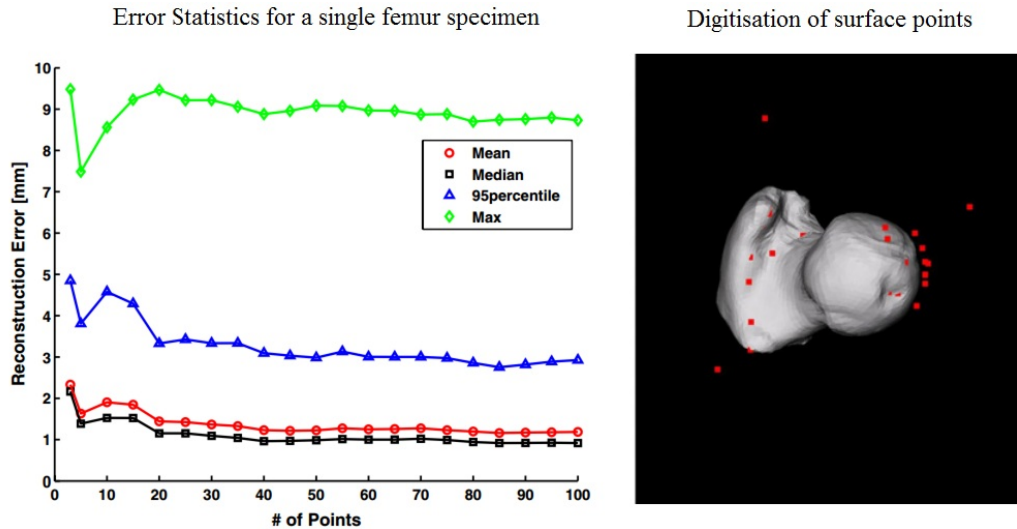 Error Statistics for a single femur specimen
Digitisation of surface points
10
9
8
7
6
5
4
3
2
1
0
Reconstruction Error [mm]
Mean
Median
95percentile
Max
0 10 20 30 40 50 60 70 80 90 100
# of Points